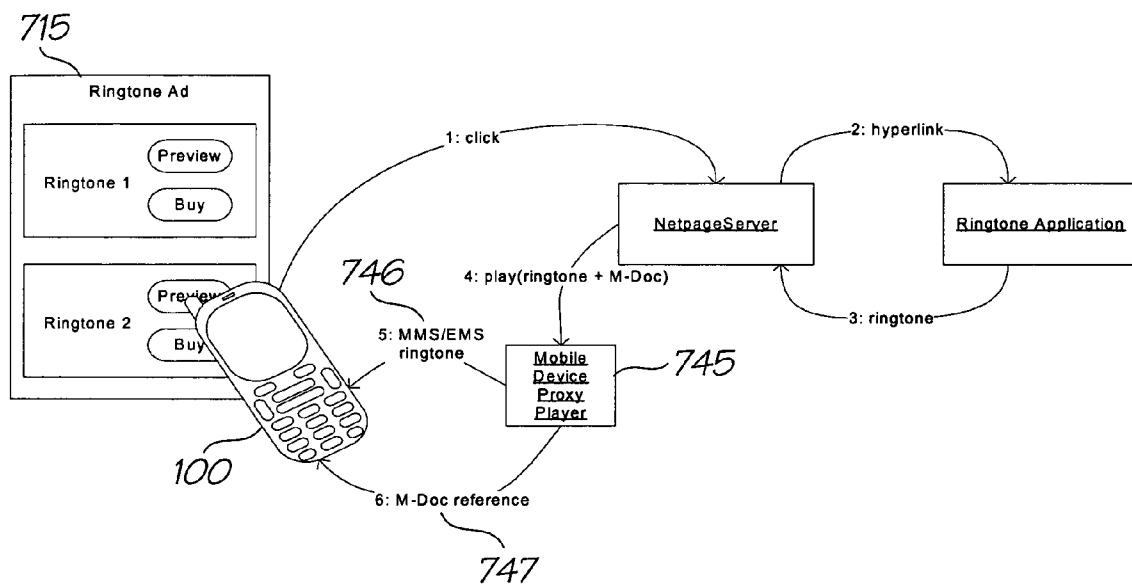 715
Ringtone Ad
Ringtone 1
Preview
Buy
Ringtone 2
Preview
Buy
100
1: click
2: hyperlink
NetpageServer
Ringtone Application
3: ringtone
4: play(ringtone + M-Doc)
746
5: MMS/EMS
ringtone
Mobile
Device
Proxy
Player
745
6: M-Doc reference
747